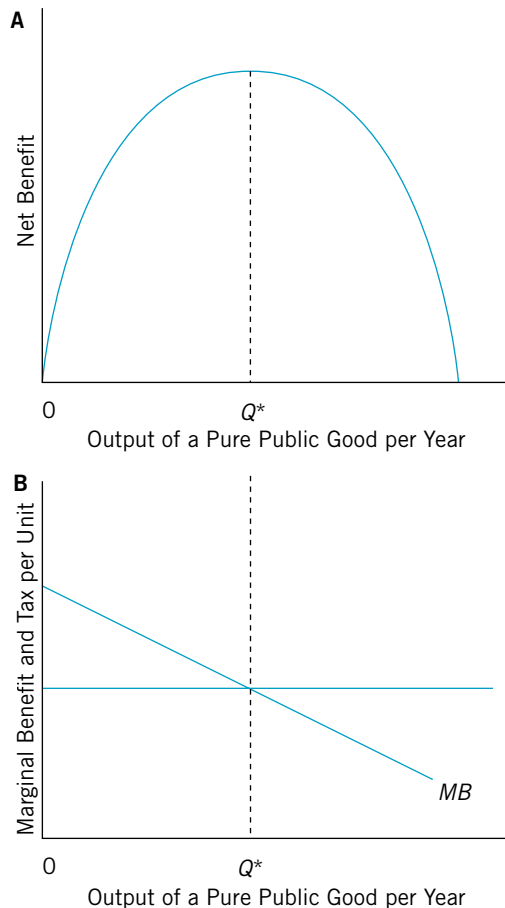 A
Net Benefit
0
Q*
Output of a Pure Public Good per Year
B
Marginal Benefit and Tax per Unit
MB
0
Q*
Output of a Pure Public Good per Year